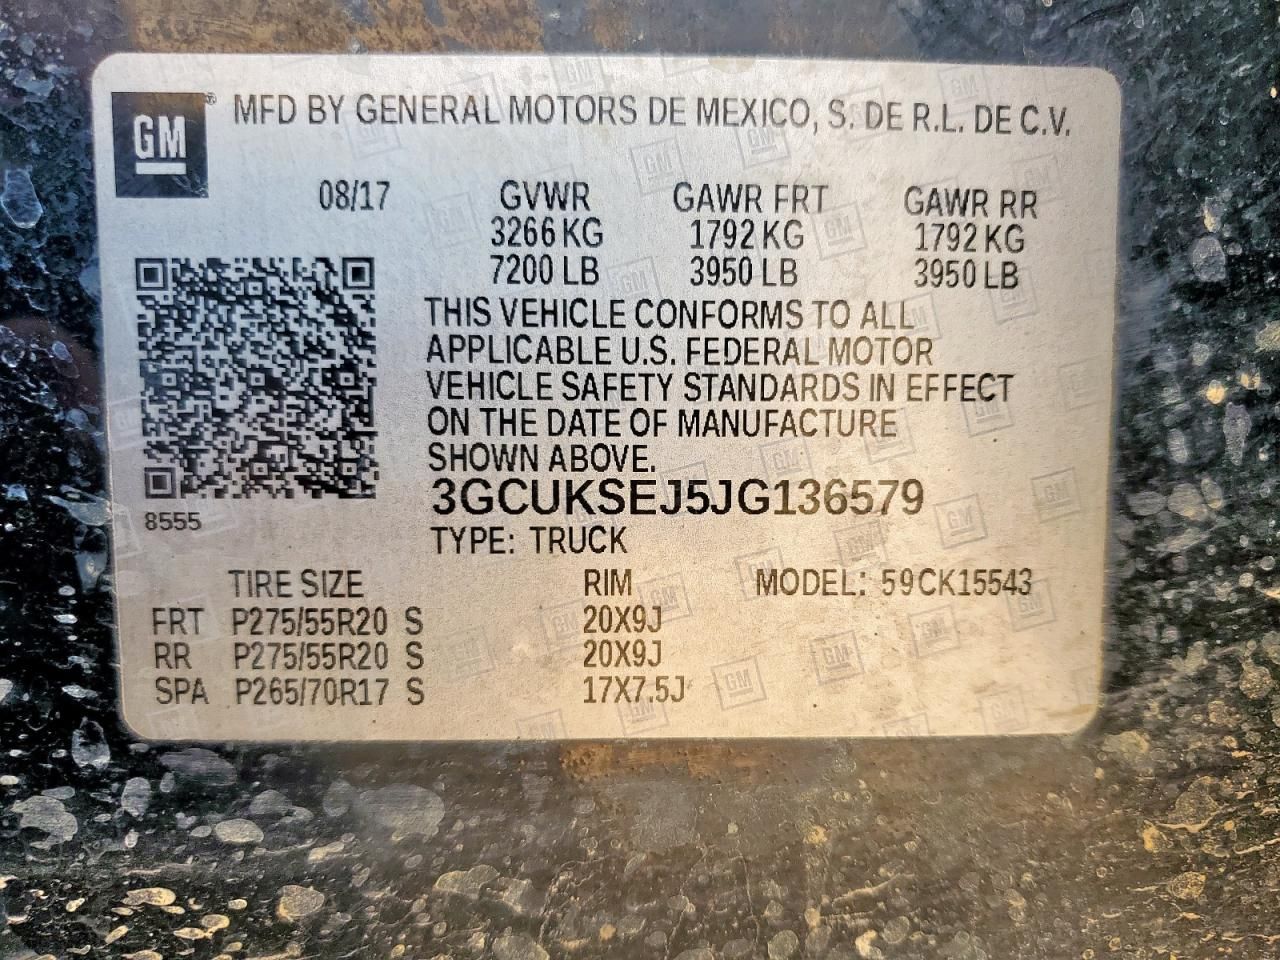 GM® MFD BY GENERAL MOTORS DE MEXICO, S. DE R.L. DE C.V.
08/17 GVWR GAWR FRT GAWR RR
3266 KG 1792 KG 1792 KG
7200 LB 3950 LB 3950 LB
THIS VEHICLE CONFORMS TO ALL
APPLICABLE U.S. FEDERAL MOTOR
VEHICLE SAFETY STANDARDS IN EFFECT
ON THE DATE OF MANUFACTURE
SHOWN ABOVE.
3GCUKSEJ5JG136579
8555
TYPE: TRUCK
TIRE SIZE RIM MODEL: 59CK15543
FRT P275/55R20 S 20X9J
RR P275/55R20 S 20X9J
SPA P265/70R17 S 17X7.5J